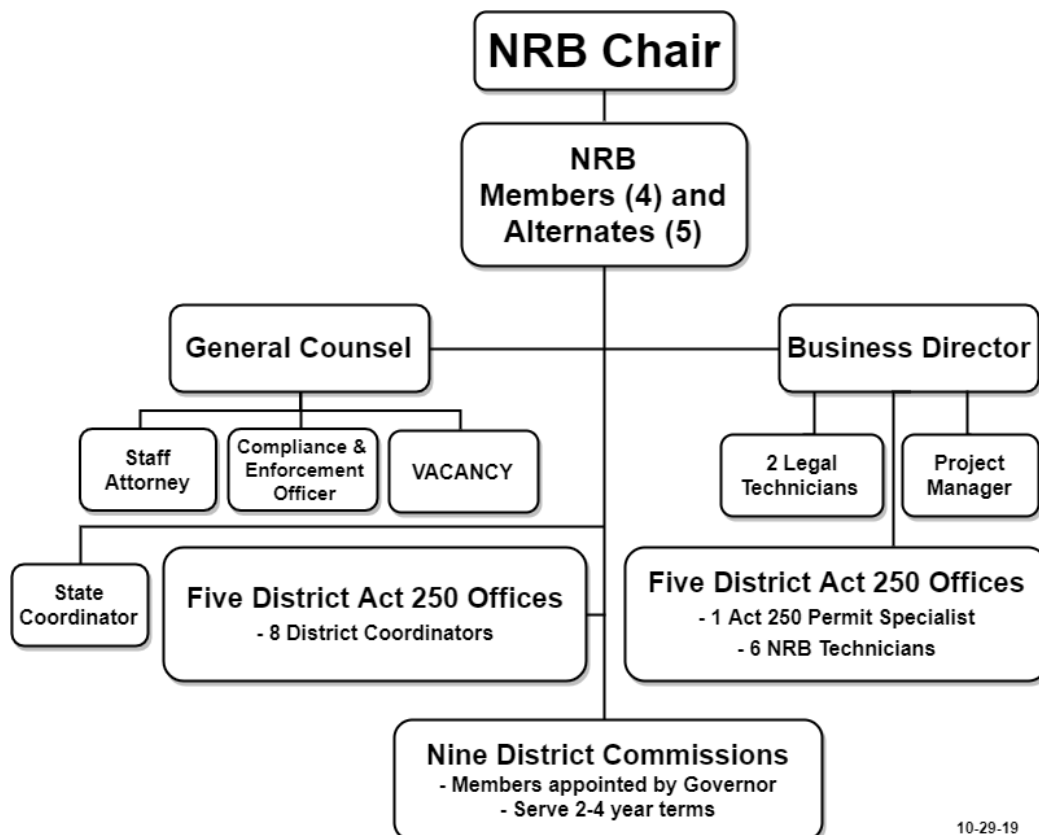 NRB Chair
NRB
Members (4) and
Alternates (5)
General Counsel
Business Director
Staff
Attorney
Compliance &
Enforcement
Officer
VACANCY
2 Legal
Technicians
Project
Manager
State
Coordinator
Five District Act 250 Offices
- 8 District Coordinators
Five District Act 250 Offices
- 1 Act 250 Permit Specialist
- 6 NRB Technicians
Nine District Commissions
- Members appointed by Governor
- Serve 2-4 year terms
10-29-19